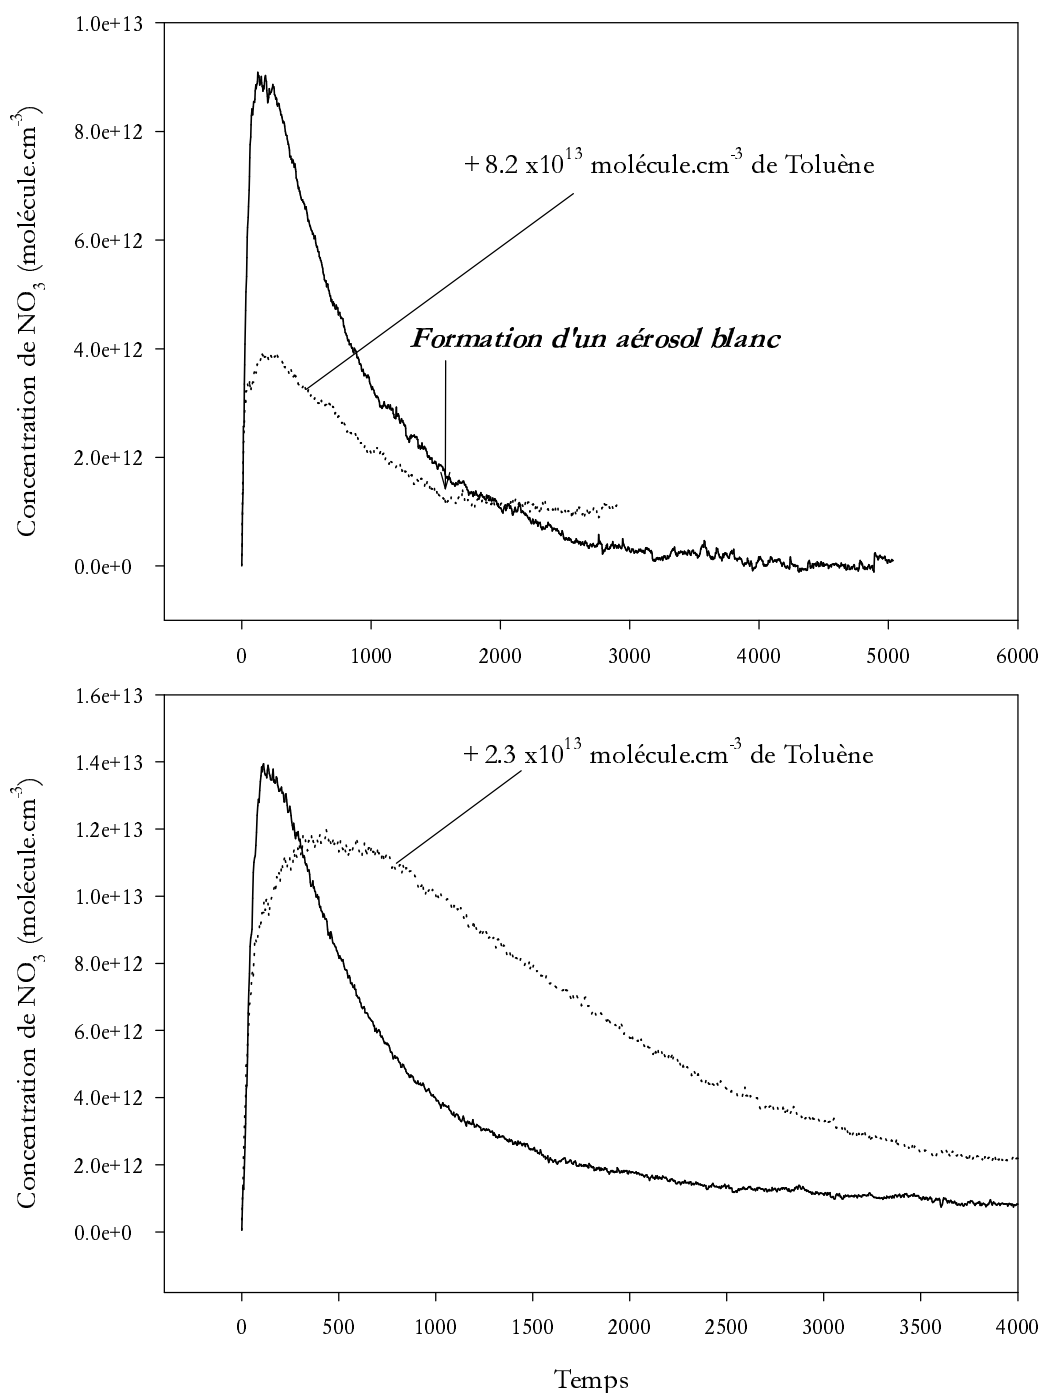 1.0e+13
8.0e+12
6.0e+12
4.0e+12
2.0e+12
0.0e+0
Concentration de NO3 (molécule.cm-3)
+ 8.2 x10^13 molécule.cm-3 de Toluène
Formation d'un aérosol blanc
0 1000 2000 3000 4000 5000 6000
1.6e+13
1.4e+13
1.2e+13
1.0e+13
8.0e+12
6.0e+12
4.0e+12
2.0e+12
0.0e+0
Concentration de NO3 (molécule.cm-3)
+ 2.3 x10^13 molécule.cm-3 de Toluène
0 500 1000 1500 2000 2500 3000 3500 4000
Temps